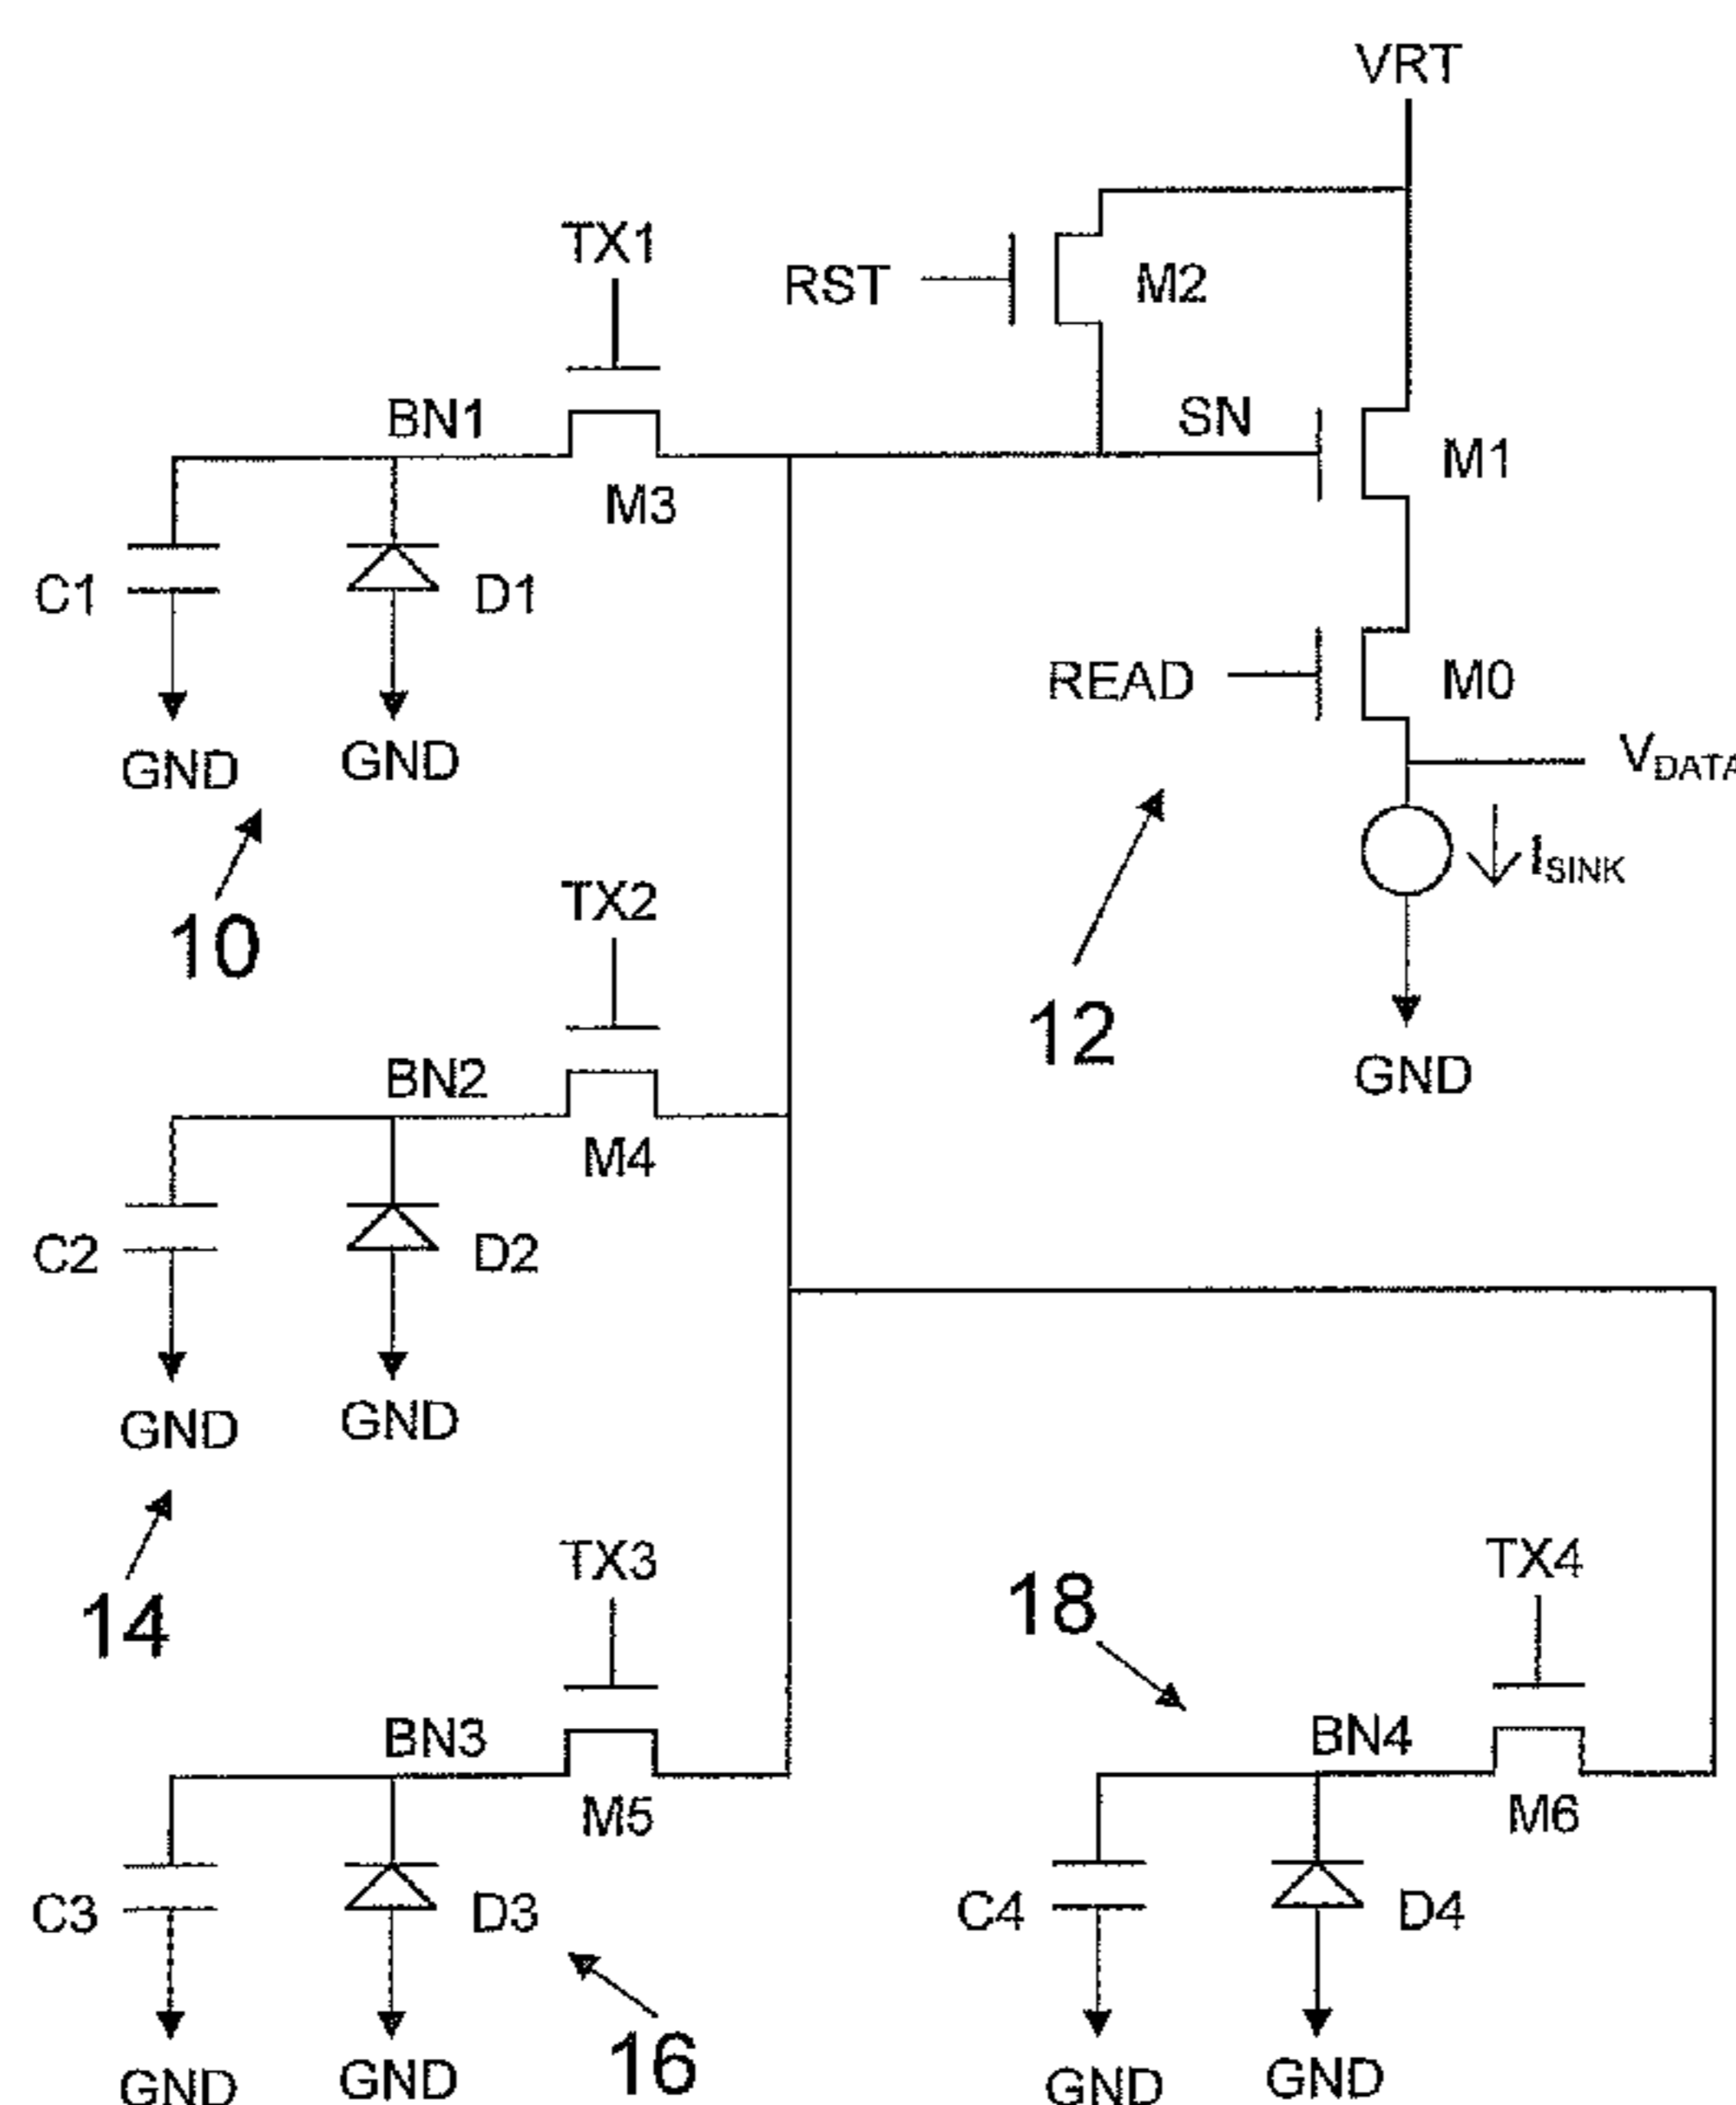 VRT
TX1
RST
M2
BN1
SN
M1
M3
C1
D1
READ
M0
GND
GND
VDATA
ISINK
10
TX2
12
GND
BN2
M4
C2
D2
GND
GND
TX3
TX4
14
18
BN3
BN4
M5
M6
C3
D3
C4
D4
16
GND
GND
GND
GND